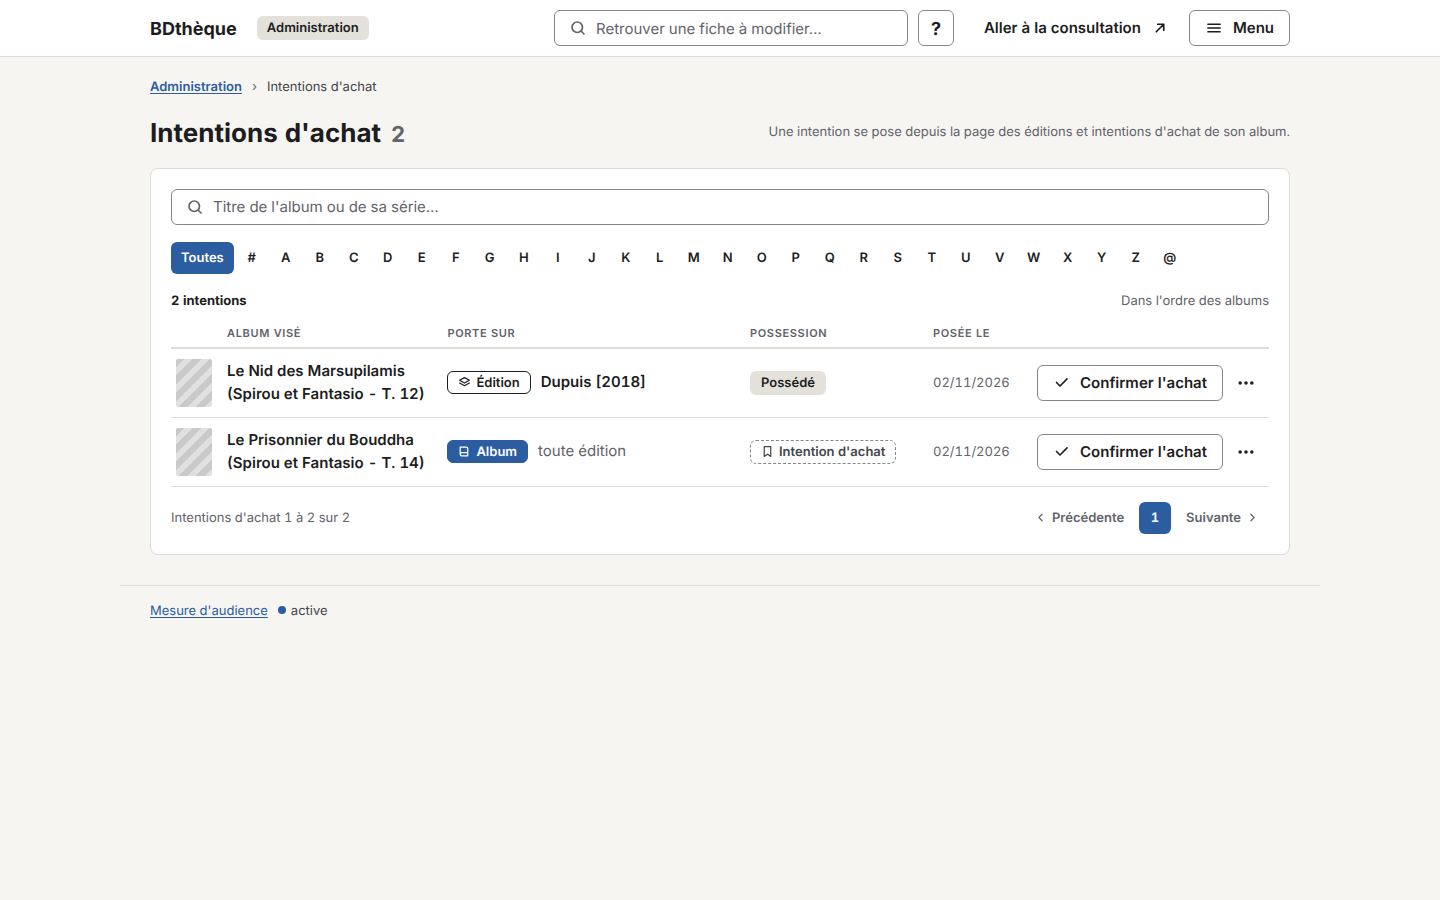 BDthèque Administration Retrouver une fiche à modifier... ? Aller à la consultation Menu
Administration › Intentions d'achat
Intentions d'achat 2 Une intention se pose depuis la page des éditions et intentions d'achat de son album.
Titre de l'album ou de sa série...
Toutes # A B C D E F G H I J K L M N O P Q R S T U V W X Y Z @
2 intentions Dans l'ordre des albums
ALBUM VISÉ PORTE SUR POSSESSION POSÉE LE
Le Nid des Marsupilamis
(Spirou et Fantasio - T. 12) Édition Dupuis [2018] Possédé 02/11/2026 Confirmer l'achat
Le Prisonnier du Bouddha
(Spirou et Fantasio - T. 14) Album toute édition Intention d'achat 02/11/2026 Confirmer l'achat
Intentions d'achat 1 à 2 sur 2 Précédente 1 Suivante
Mesure d'audience active